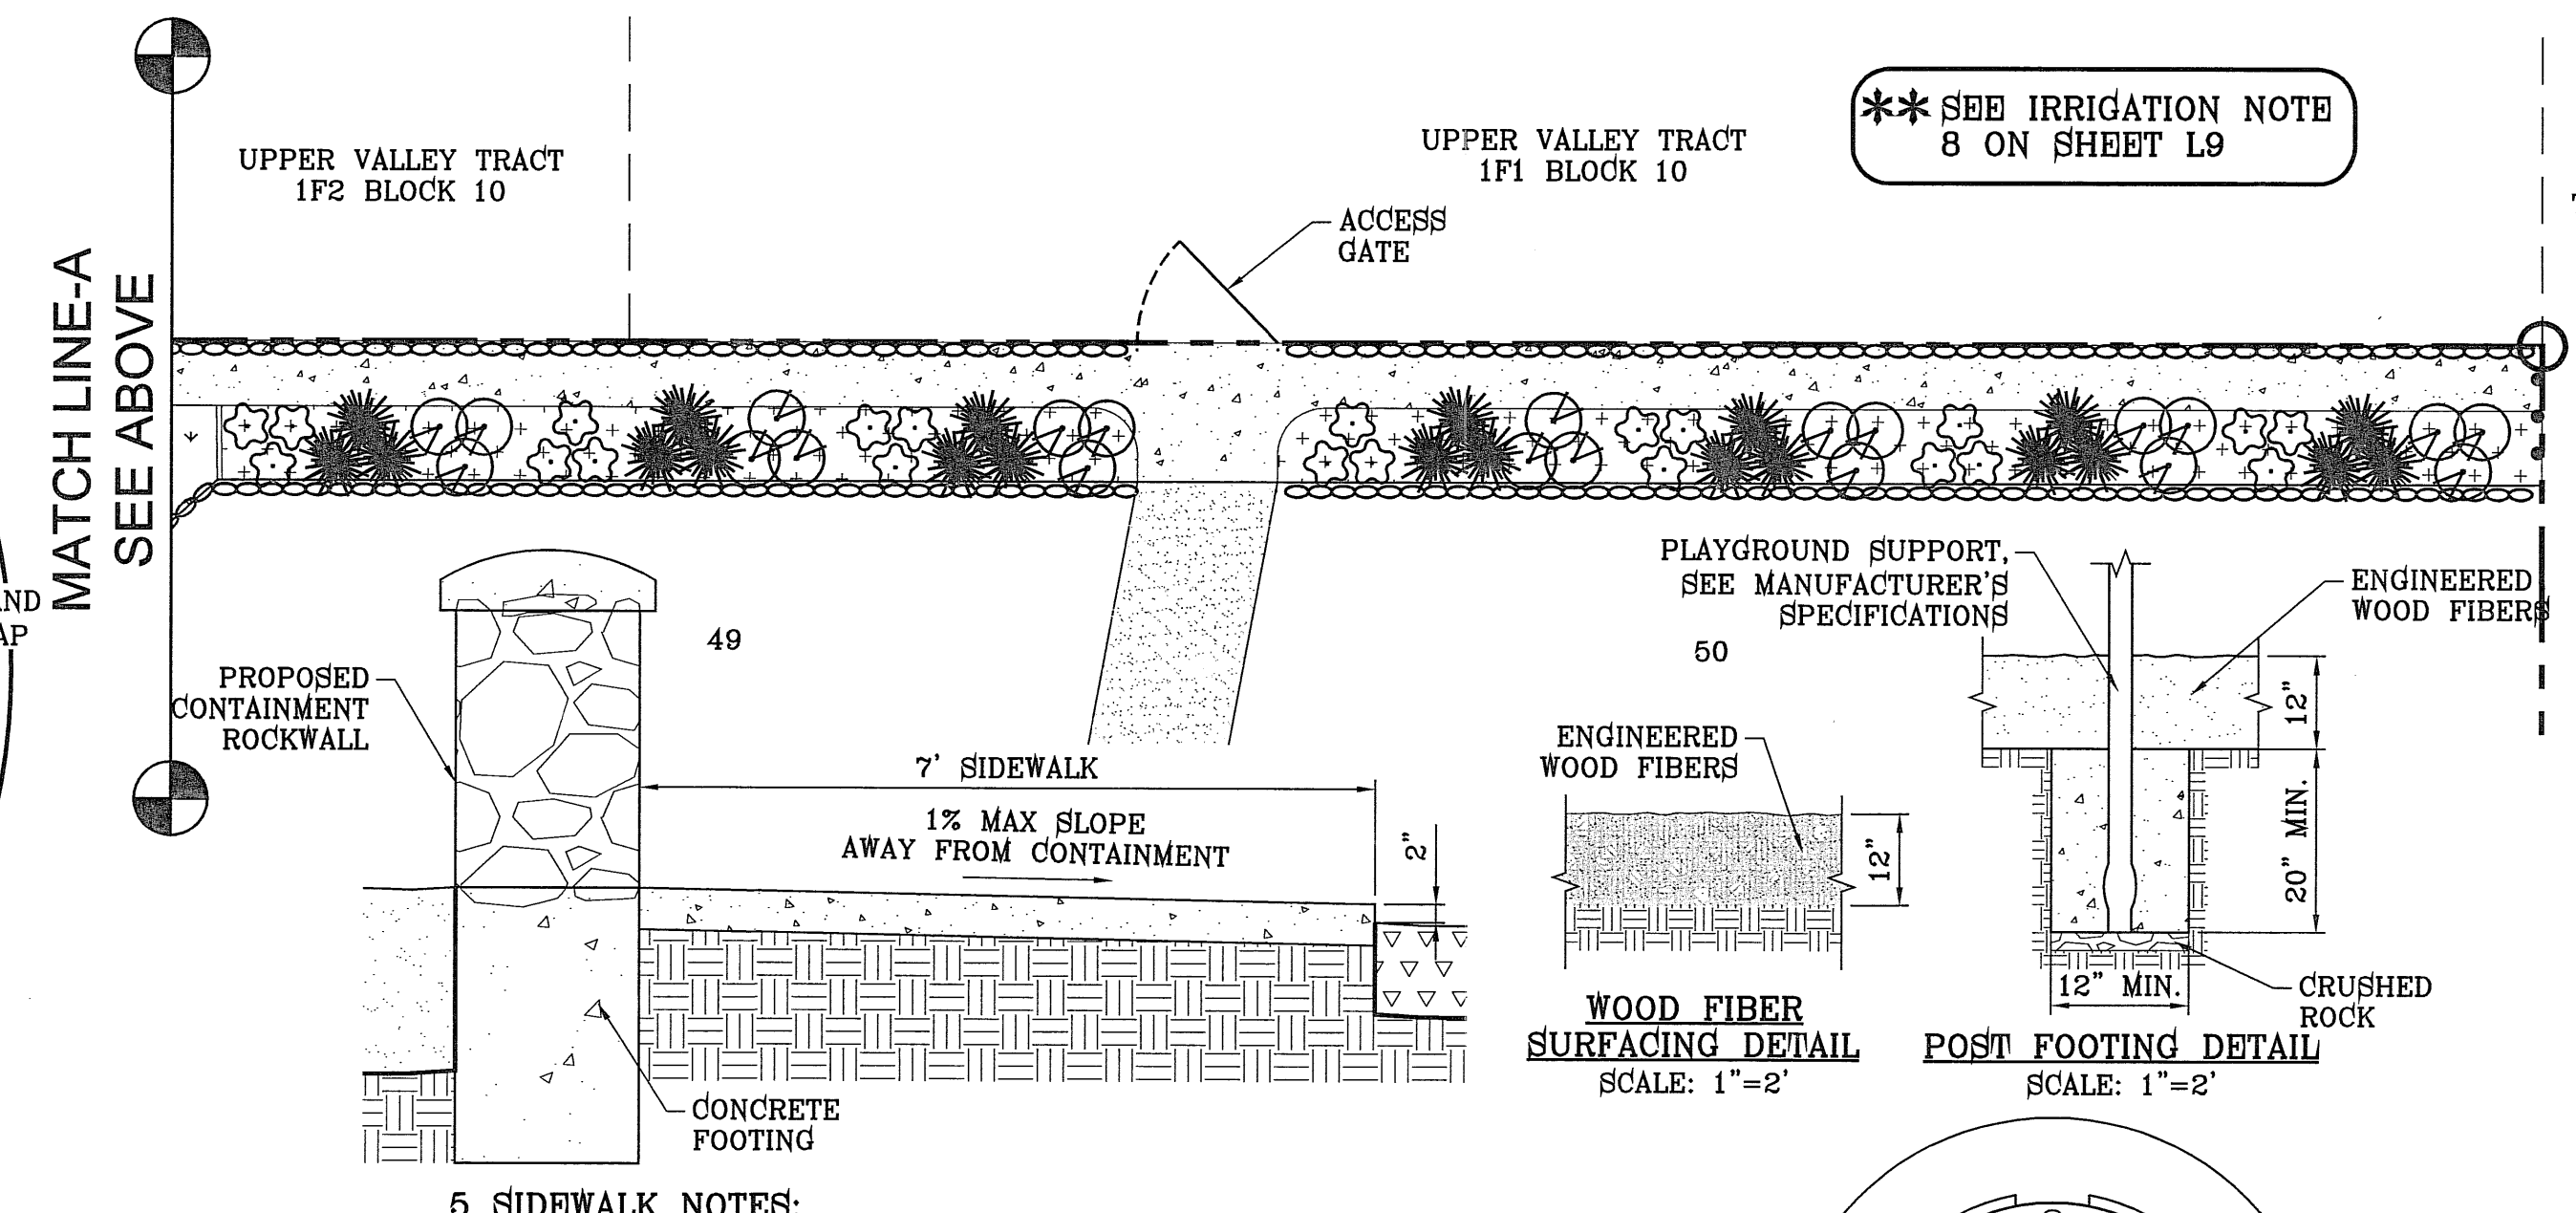 UPPER VALLEY TRACT
1F2 BLOCK 10
UPPER VALLEY TRACT
1F1 BLOCK 10
** SEE IRRIGATION NOTE
8 ON SHEET L9
ACCESS
GATE
MATCH LINE-A
SEE ABOVE
PROPOSED
CONTAINMENT
ROCKWALL
49
7' SIDEWALK
1% MAX SLOPE
AWAY FROM CONTAINMENT
2"
CONCRETE
FOOTING
5 SIDEWALK NOTES:
PLAYGROUND SUPPORT,
SEE MANUFACTURER'S
SPECIFICATIONS
50
ENGINEERED
WOOD FIBERS
12"
WOOD FIBER
SURFACING DETAIL
SCALE: 1"=2'
ENGINEERED
WOOD FIBERS
12"
20" MIN.
12" MIN.
CRUSHED
ROCK
POST FOOTING DETAIL
SCALE: 1"=2'